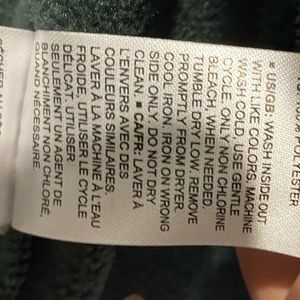 POLYESTER
▪ US/GB: WASH INSIDE OUT
WITH LIKE COLORS. MACHINE
WASH COLD. USE GENTLE
CYCLE. ONLY NON CHLORINE
BLEACH, WHEN NEEDED.
TUMBLE DRY LOW. REMOVE
PROMPTLY FROM DRYER.
COOL IRON. IRON ON WRONG
SIDE ONLY. DO NOT DRY
CLEAN. ▪ CA/FR: LAVER À
L'ENVERS AVEC DES
COULEURS SIMILAIRES.
LAVER À LA MACHINE À L'EAU
FROIDE, UTILISER LE CYCLE
DÉLICAT. UTILISER
SEULEMENT UN AGENT DE
BLANCHIMENT NON CHLORÉ,
QUAND NÉCESSAIRE.